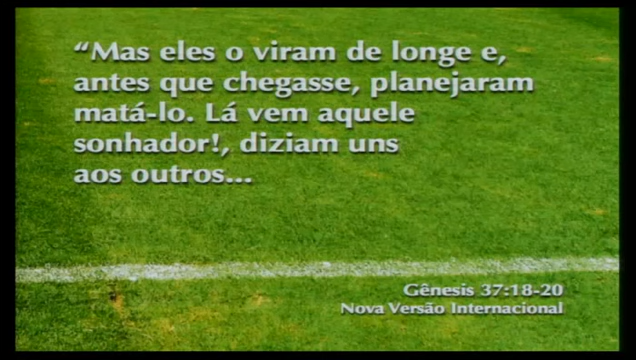 “Mas eles o viram de longe e,
antes que chegasse, planejaram
matá-lo. Lá vem aquele
sonhador!, diziam uns
aos outros...
Gênesis 37:18-20
Nova Versão Internacional